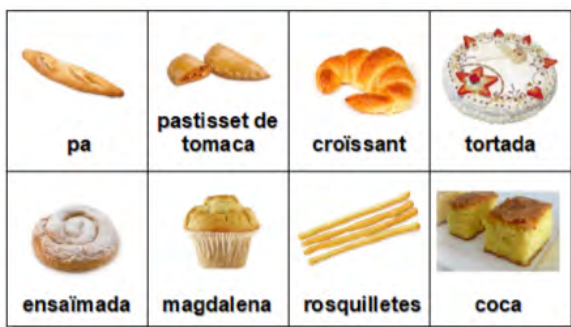 pa
pastisset de
tomaca
croïssant
tortada
ensaïmada
magdalena
rosquilletes
coca